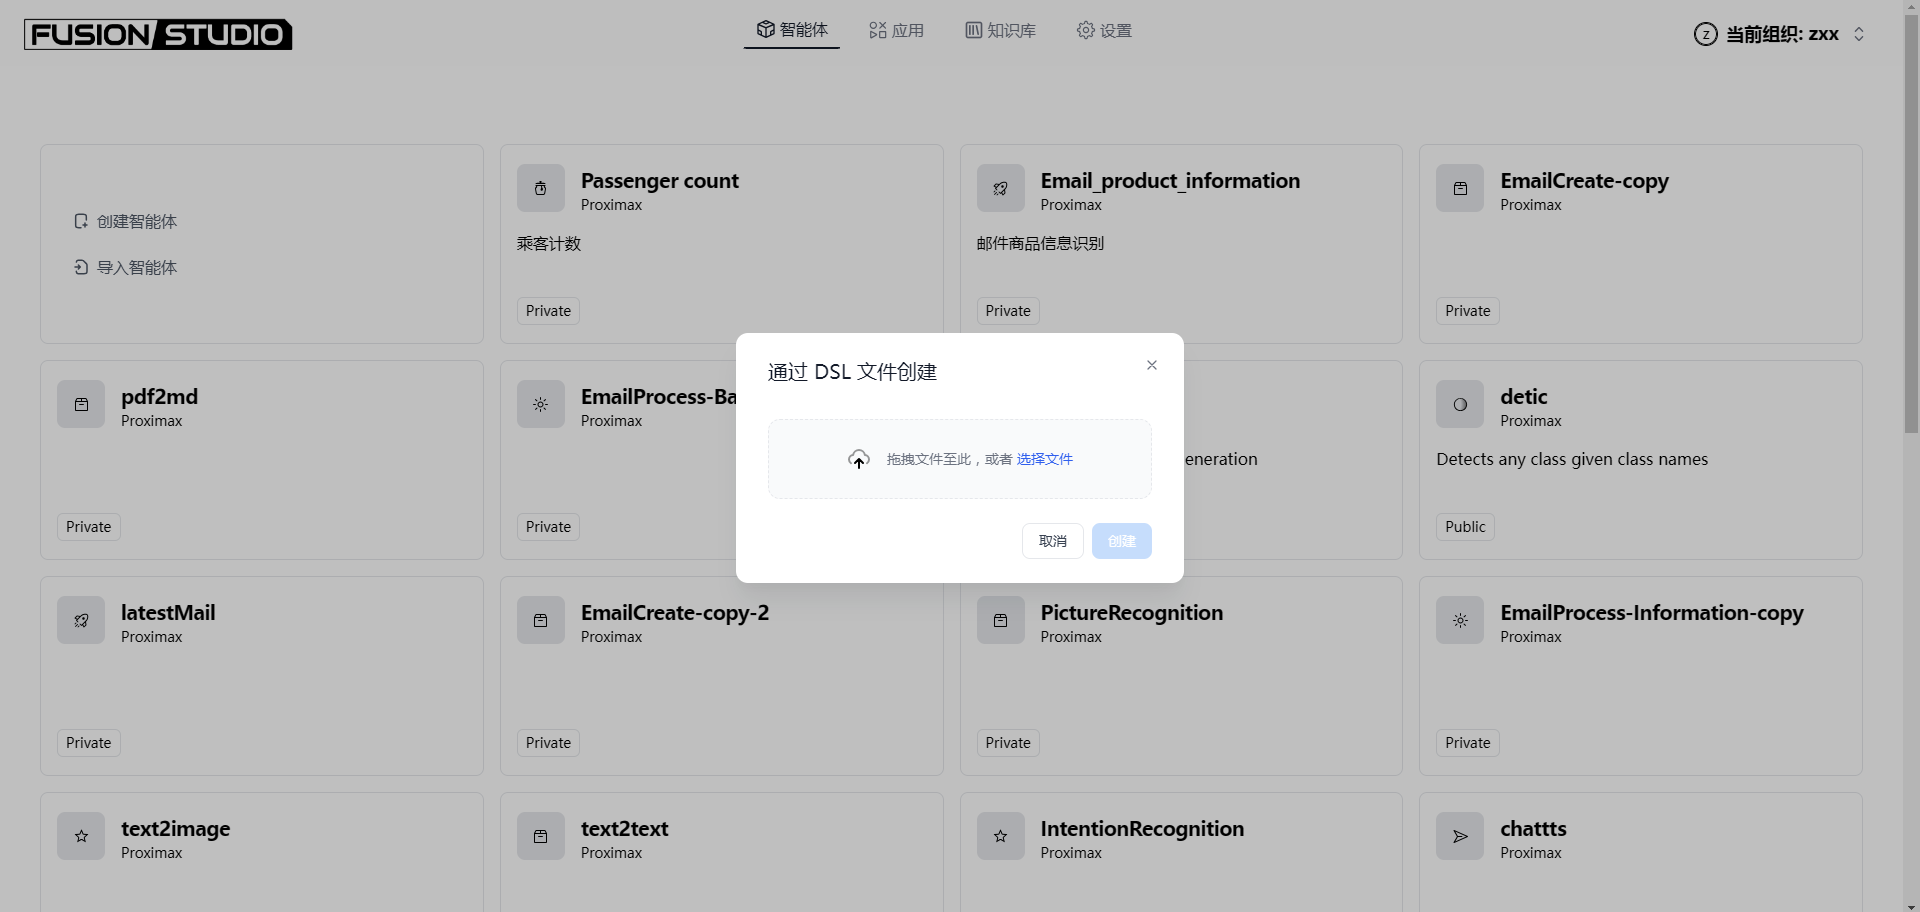 FUSION STUDIO
智能体
应用
知识库
设置
Z
当前组织: zxx
创建智能体
导入智能体
Passenger count
Proximax
乘客计数
Private
Email_product_information
Proximax
邮件商品信息识别
Private
EmailCreate-copy
Proximax
Private
通过 DSL 文件创建
拖拽文件至此，或者 选择文件
取消
创建
pdf2md
Proximax
Private
EmailProcess-Ba
Proximax
Private
eneration
detic
Proximax
Detects any class given class names
Public
latestMail
Proximax
Private
EmailCreate-copy-2
Proximax
Private
PictureRecognition
Proximax
Private
EmailProcess-Information-copy
Proximax
Private
text2image
Proximax
text2text
Proximax
IntentionRecognition
Proximax
chattts
Proximax